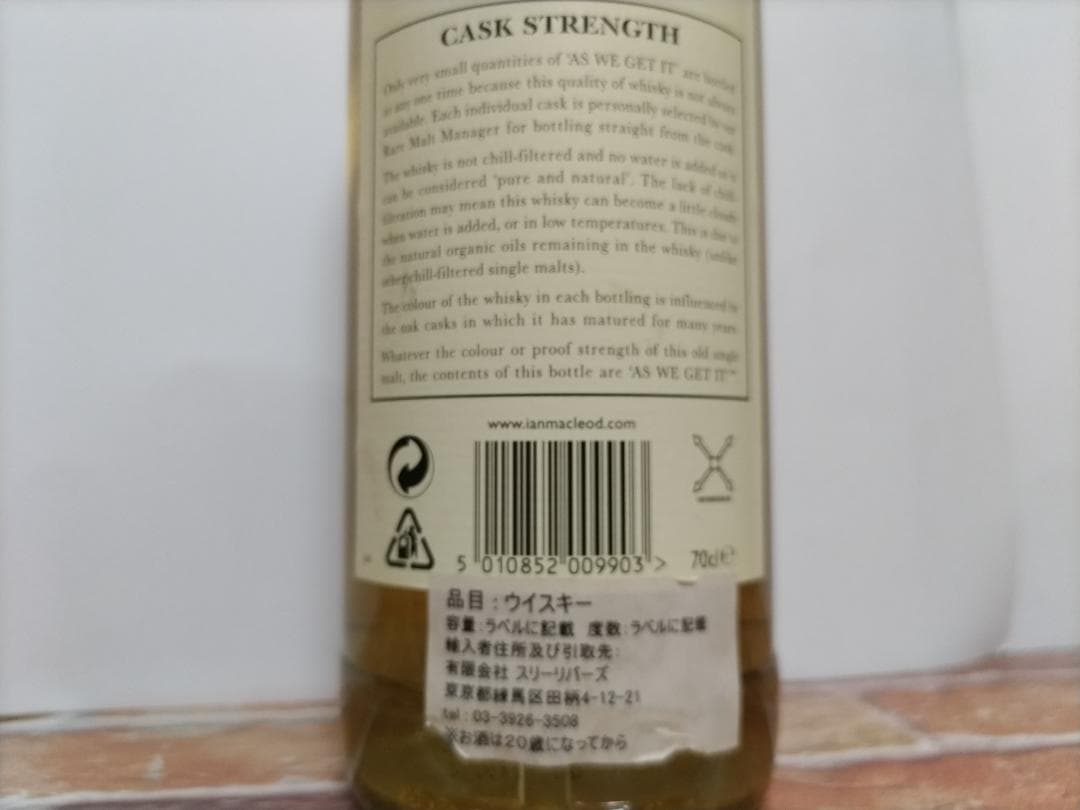 CASK STRENGTH
Only very small quantities of 'AS WE GET IT' are bottled
at any one time because this quality of whisky is not always
available. Each individual cask is personally selected by our
Rare Malt Manager for bottling straight from the cask
The whisky is not chill-filtered and no water is added so it
can be considered 'pure and natural'. The lack of chill-
filtration may mean this whisky can become a little cloudy
when water is added, or in low temperatures. This is due to
the natural organic oils remaining in the whisky (unlike
other chill-filtered single malts).
The colour of the whisky in each bottling is influenced by
the oak casks in which it has matured for many years
Whatever the colour or proof strength of this old single
malt, the contents of this bottle are 'AS WE GET IT'™
www.ianmacleod.com
5 010852 009903 >
70cl e
品目:ウイスキー
容量:ラベルに記載 度数:ラベルに記載
輸入者住所及び引取先:
有限会社 スリーリバーズ
東京都練馬区田柄4-12-21
tel:03-3926-3508
※お酒は20歳になってから